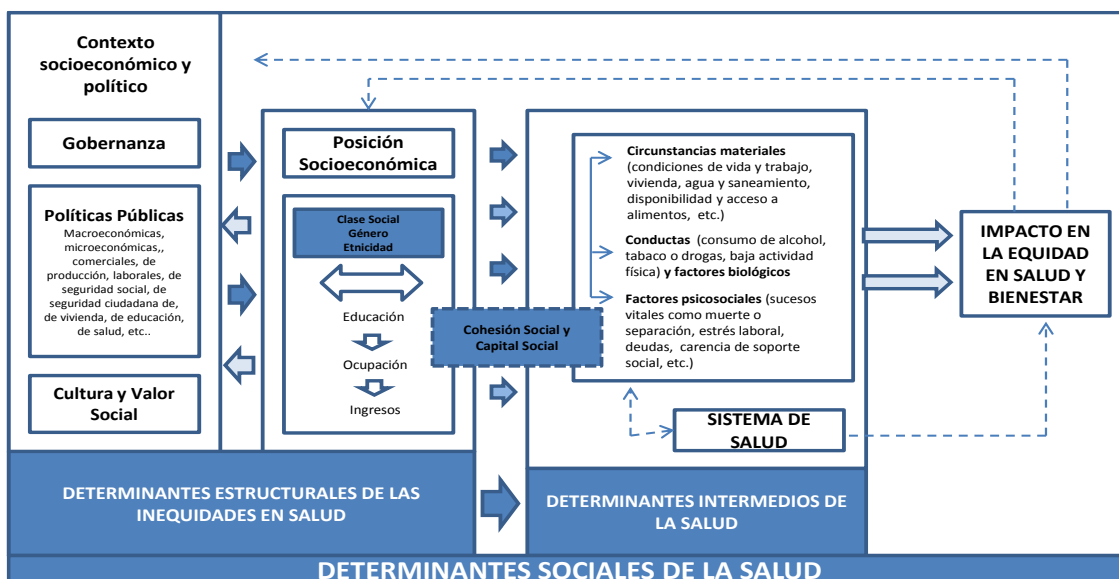 Contexto
socioeconómico y
político
Gobernanza
Políticas Públicas
Macroeconómicas,
microeconómicas,,
comerciales, de
producción, laborales, de
seguridad social, de
seguridad ciudadana de,
de vivienda, de educación,
de salud, etc..
Cultura y Valor
Social
Posición
Socioeconómica
Clase Social
Género
Etnicidad
Educación
Ocupación
Ingresos
Cohesión Social y
Capital Social
Circunstancias materiales
(condiciones de vida y trabajo,
vivienda, agua y saneamiento,
disponibilidad y acceso a
alimentos, etc.)
Conductas (consumo de alcohol,
tabaco o drogas, baja actividad
física) y factores biológicos
Factores psicosociales (sucesos
vitales como muerte o
separación, estrés laboral,
deudas, carencia de soporte
social, etc.)
SISTEMA DE
SALUD
IMPACTO EN
LA EQUIDAD
EN SALUD Y
BIENESTAR
DETERMINANTES ESTRUCTURALES DE LAS
INEQUIDADES EN SALUD
DETERMINANTES INTERMEDIOS DE
LA SALUD
DETERMINANTES SOCIALES DE LA SALUD